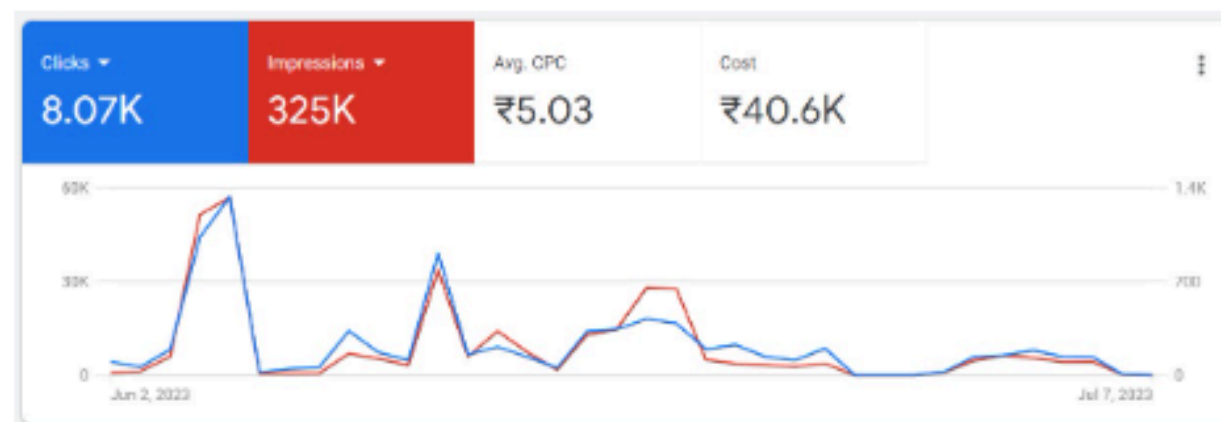 Clicks
8.07K
Impressions
325K
Avg. CPC
₹5.03
Cost
₹40.6K
60K
1.4K
30K
700
0
0
Jun 2, 2023
Jul 7, 2023